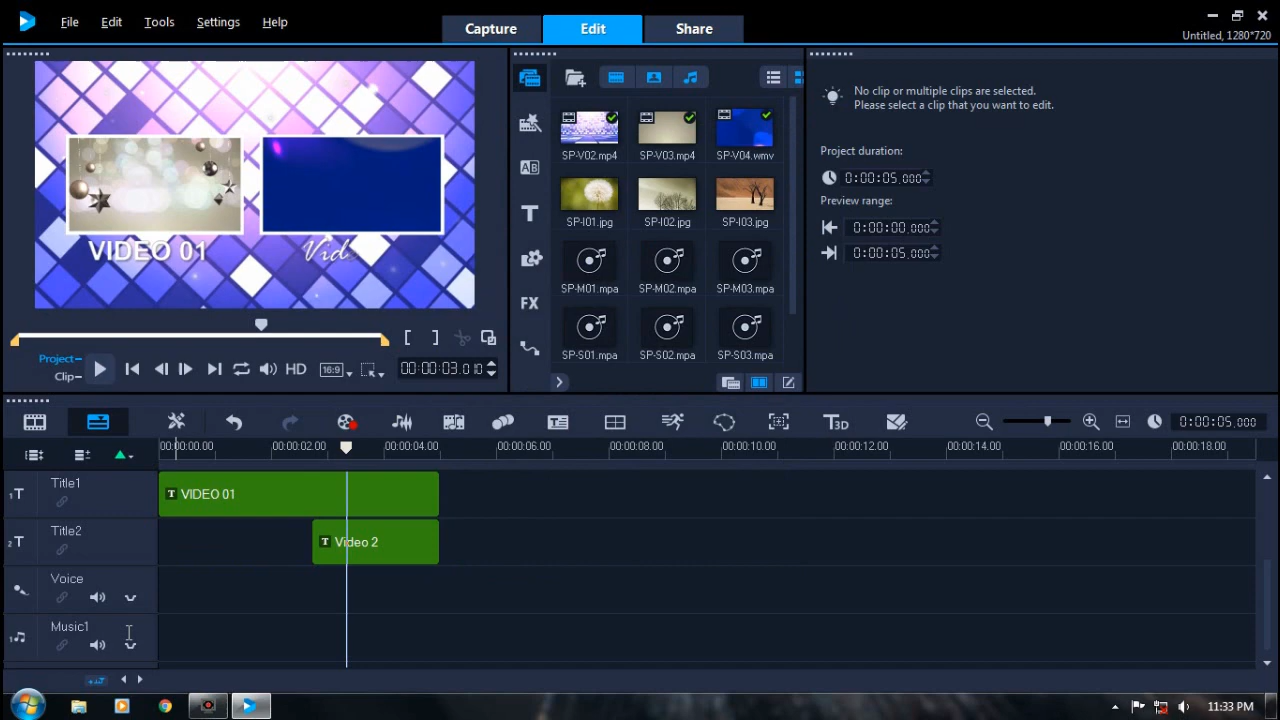 File Edit Tools Settings Help
Capture Edit Share
Untitled, 1280*720
VIDEO 01
Vid
SP-V02.mp4 SP-V03.mp4 SP-V04.wmv
SP-I01.jpg SP-I02.jpg SP-I03.jpg
SP-M01.mpa SP-M02.mpa SP-M03.mpa
SP-S01.mpa SP-S02.mpa SP-S03.mpa
AB
T
FX
No clip or multiple clips are selected.
Please select a clip that you want to edit.
Project duration:
0:00:05.000
Preview range:
0:00:00.000
0:00:05.000
Project
Clip
HD 16:9 00:00:03.010
T3D
0:00:05.000
00:00:00.00 00:00:02.00 00:00:04.00 00:00:06.00 00:00:08.00 00:00:10.00 00:00:12.00 00:00:14.00 00:00:16.00 00:00:18.00
1T Title1 T VIDEO 01
2T Title2 T Video 2
Voice
1 Music1
11:33 PM